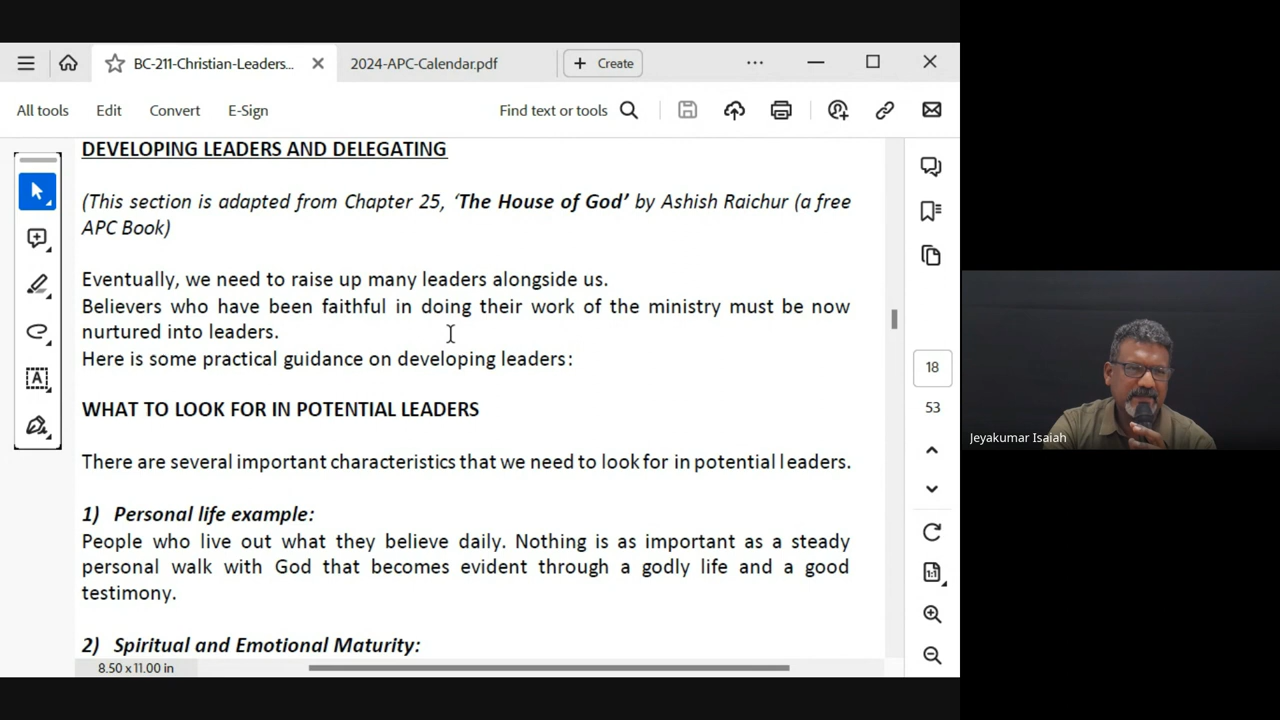 BC-211-Christian-Leaders...
2024-APC-Calendar.pdf
Create
All tools
Edit
Convert
E-Sign
Find text or tools
DEVELOPING LEADERS AND DELEGATING
(This section is adapted from Chapter 25, ‘The House of God’ by Ashish Raichur (a free
APC Book)
Eventually, we need to raise up many leaders alongside us.
Believers who have been faithful in doing their work of the ministry must be now
nurtured into leaders.
Here is some practical guidance on developing leaders:
WHAT TO LOOK FOR IN POTENTIAL LEADERS
There are several important characteristics that we need to look for in potential leaders.
1) Personal life example:
People who live out what they believe daily. Nothing is as important as a steady
personal walk with God that becomes evident through a godly life and a good
testimony.
2) Spiritual and Emotional Maturity:
8.50 x 11.00 in
18
53
1:1
A
Jeyakumar Isaiah